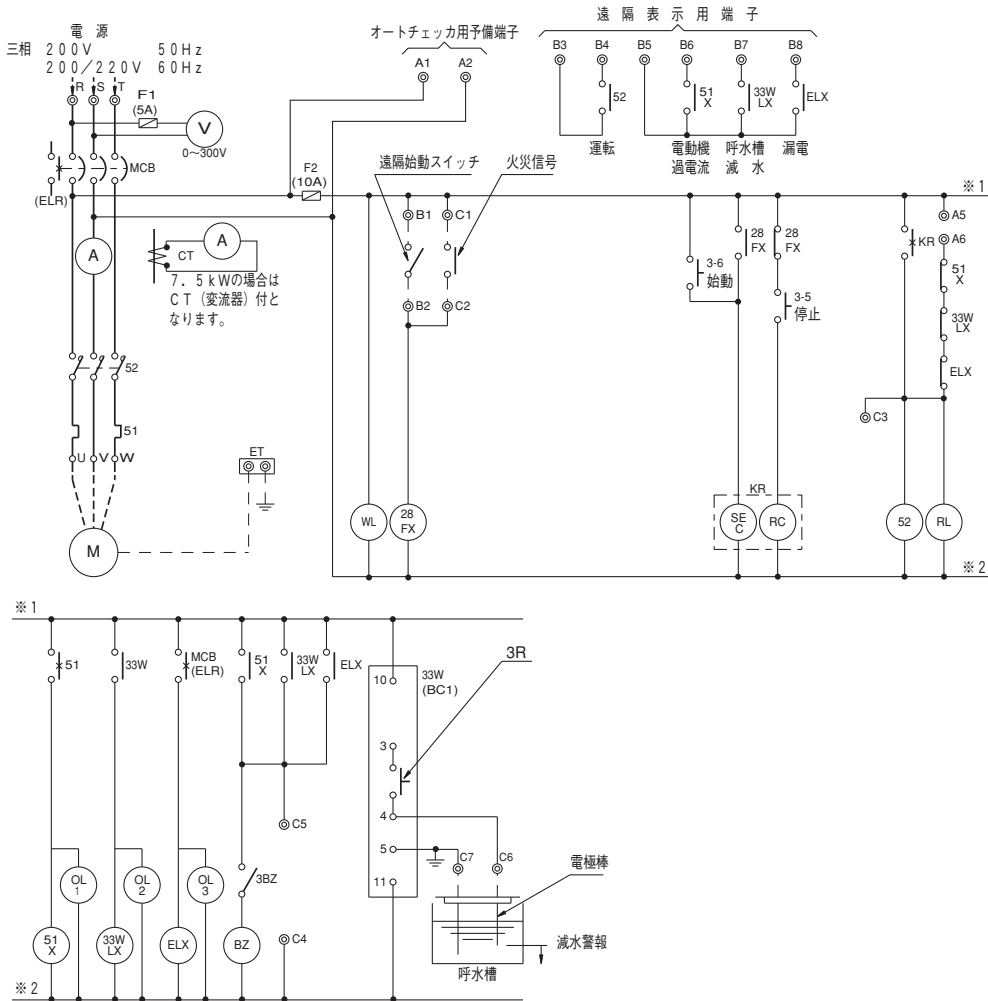 電 源
三相 200V 50Hz
200/220V 60Hz
R S T
F1
(5A)
V
0～300V
MCB
(ELR)
A
CT
A
7．5kWの場合は
CT（変流器）付と
なります。
52
51
U V W
M
ET
オートチェッカ用予備端子
A1 A2
F2
(10A)
遠 隔 表 示 用 端 子
B3 B4 B5 B6 B7 B8
52
51
X
33W
LX
ELX
運転
電動機
過電流
呼水槽
減 水
漏電
遠隔始動スイッチ
火災信号
※1
B1 C1
B2 C2
3-6
始動
28
FX
28
FX
3-5
停止
KR
A5
A6
51
X
33W
LX
ELX
C3
WL
28
FX
KR
SE
C
RC
52
RL
※2
※1
51
33W
MCB
(ELR)
51
X
33W
LX
ELX
10
33W
(BC1)
3R
3
4
5
11
C5
C7 C6
電極棒
OL
1
OL
2
OL
3
3BZ
51
X
33W
LX
ELX
BZ
C4
減水警報
呼水槽
※2